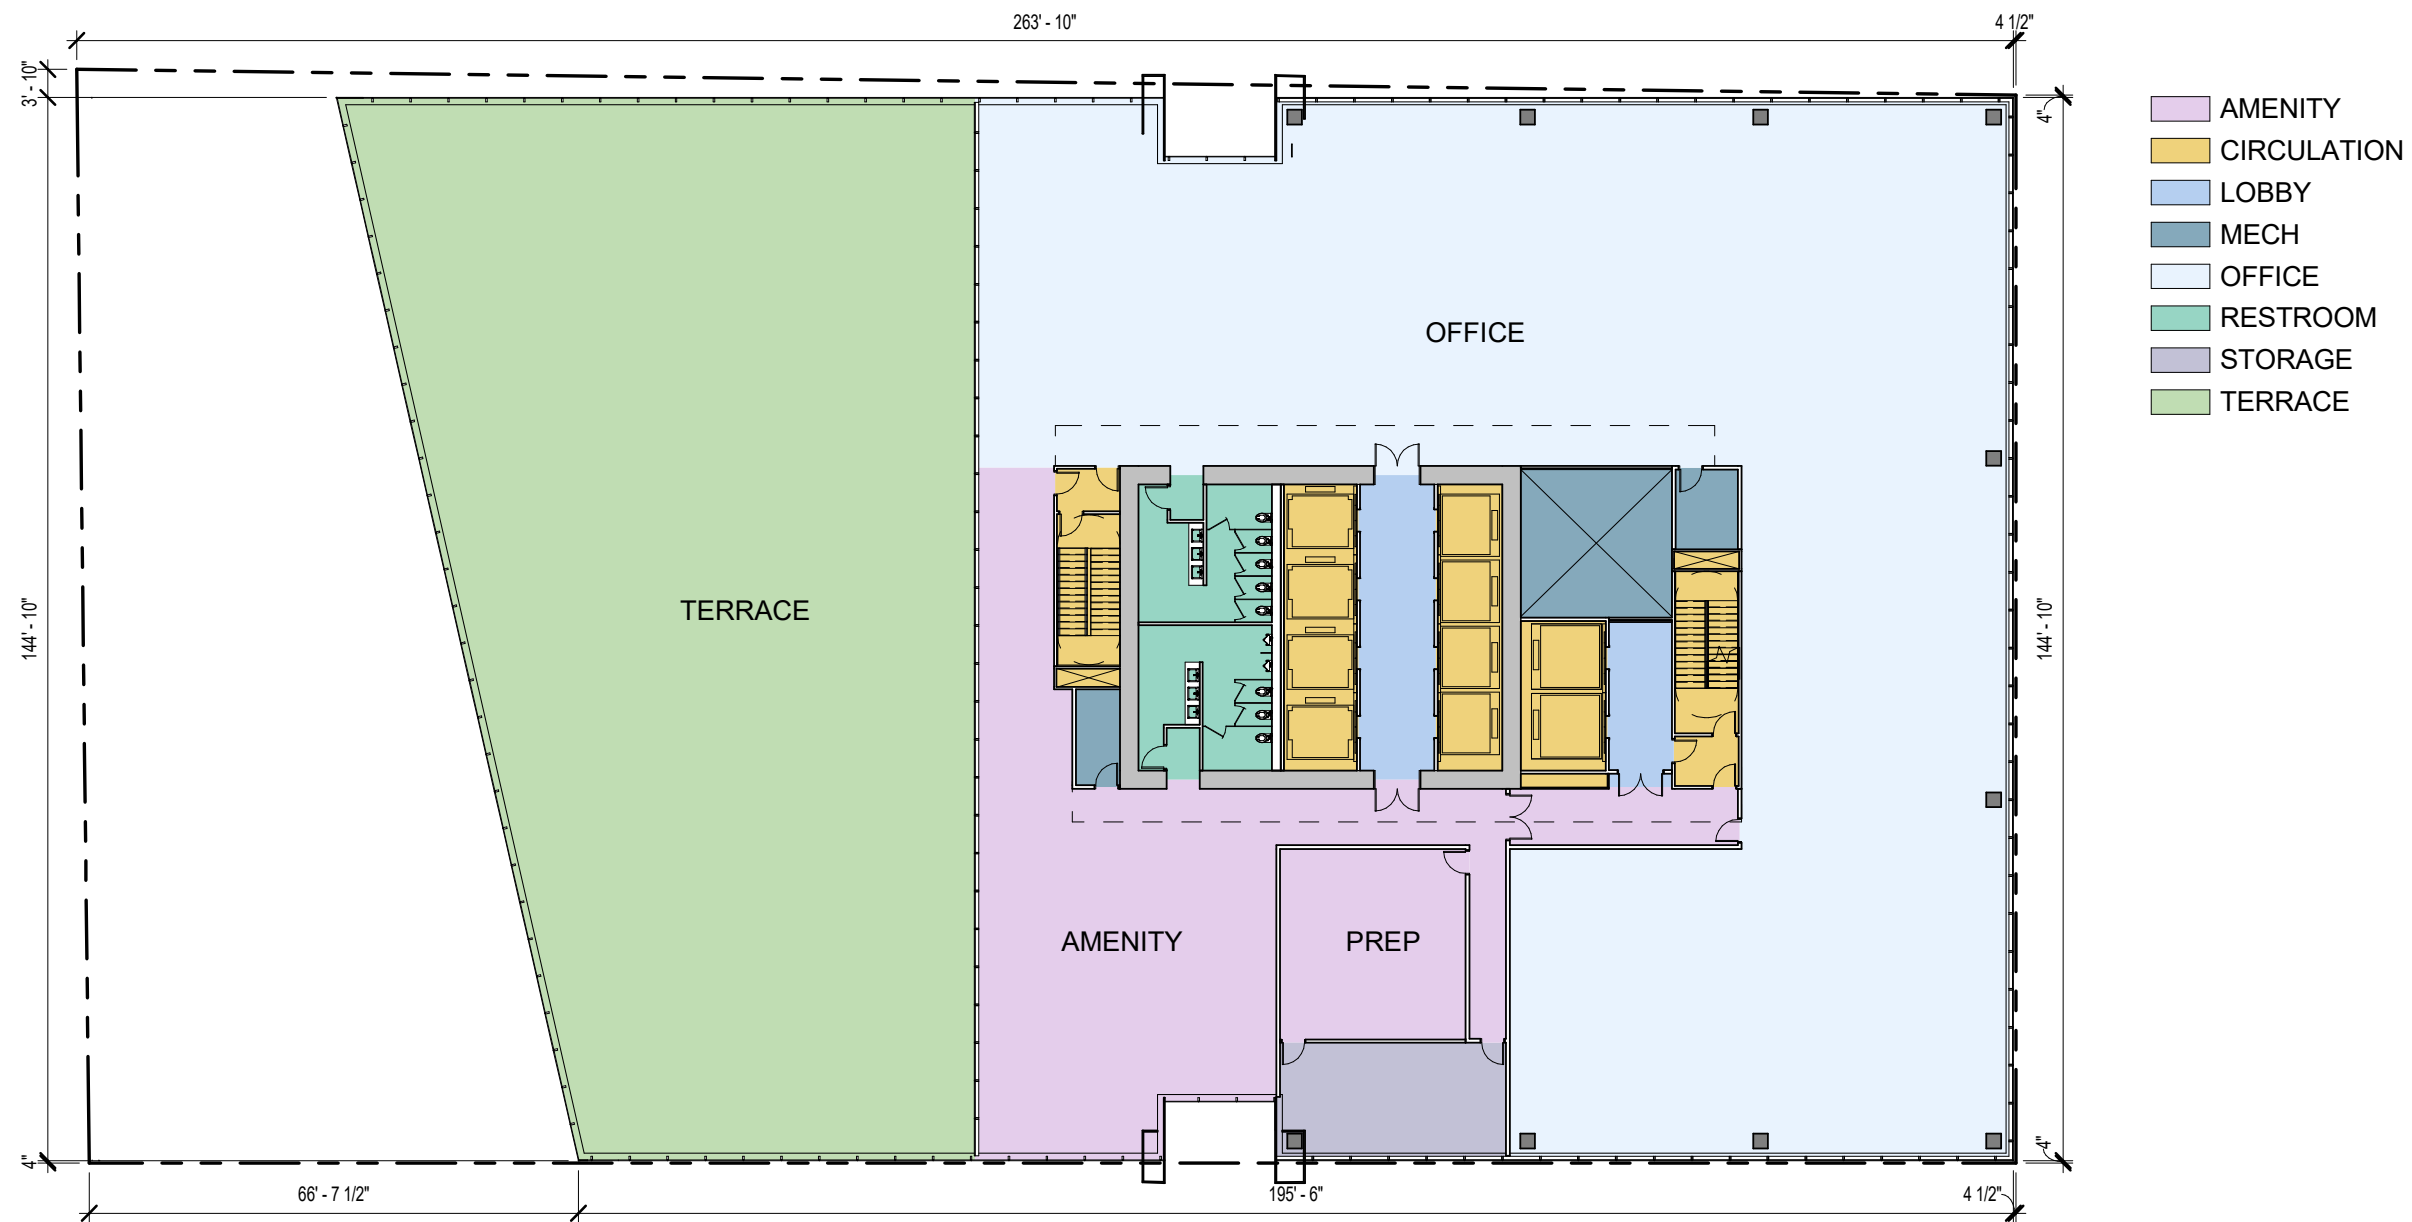 263' - 10"
4 1/2"
3' - 10"
4"
AMENITY
CIRCULATION
LOBBY
MECH
OFFICE
RESTROOM
STORAGE
TERRACE
OFFICE
TERRACE
144' - 10"
144' - 10"
AMENITY
PREP
4"
4"
66' - 7 1/2"
195' - 6"
4 1/2"